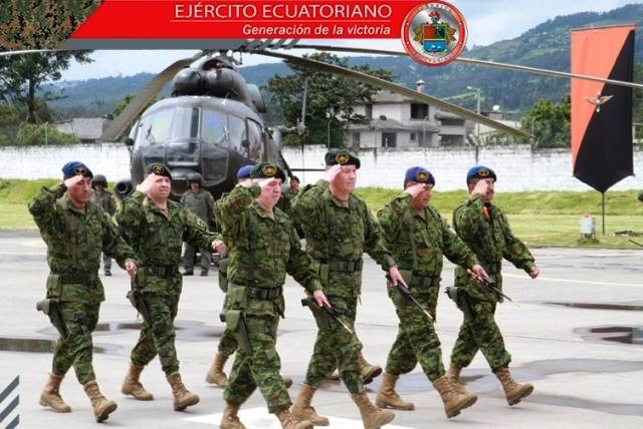 EJÉRCITO ECUATORIANO
Generación de la victoria